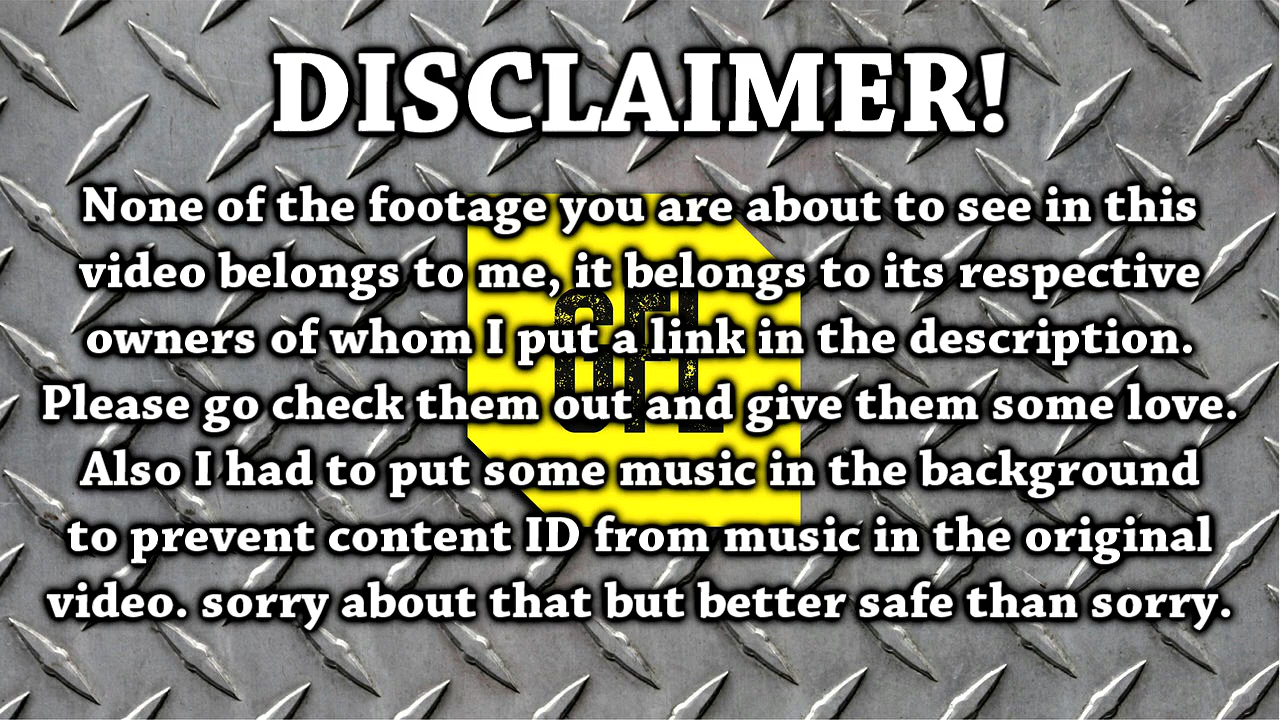 DISCLAIMER!
None of the footage you are about to see in this
video belongs to me, it belongs to its respective
owners of whom I put a link in the description.
Please go check them out and give them some love.
Also I had to put some music in the background
to prevent content ID from music in the original
video. sorry about that but better safe than sorry.
GFL